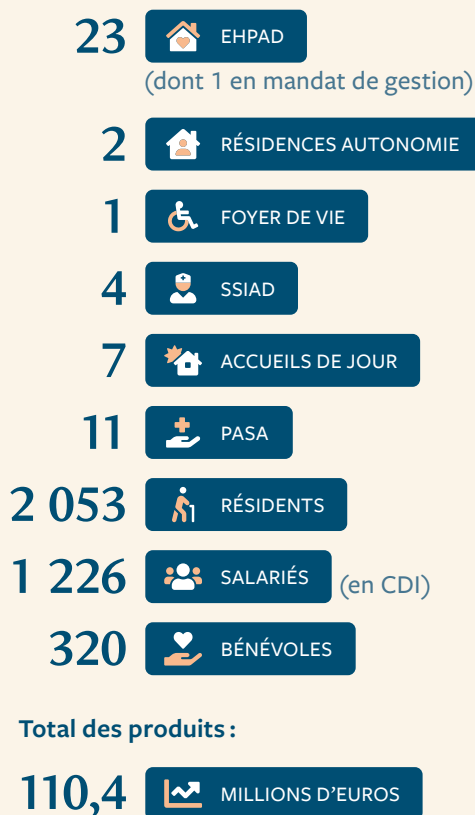 23 EHPAD
(dont 1 en mandat de gestion)
2 RÉSIDENCES AUTONOMIE
1 FOYER DE VIE
4 SSIAD
7 ACCUEILS DE JOUR
11 PASA
2 053 RÉSIDENTS
1 226 SALARIÉS (en CDI)
320 BÉNÉVOLES
Total des produits :
110,4 MILLIONS D'EUROS